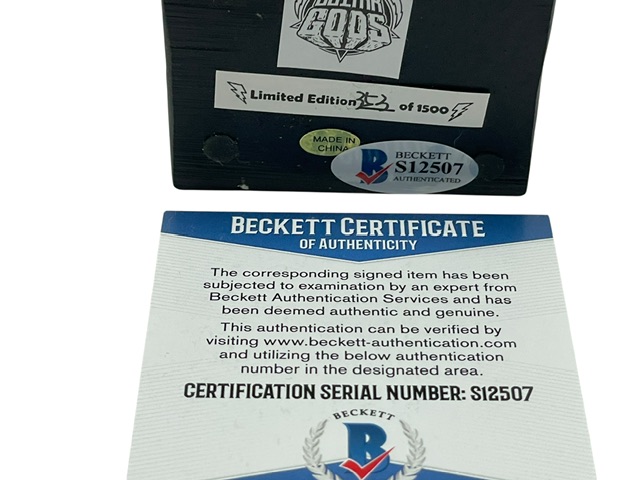 GODS
Limited Edition 353 of 1500
MADE IN
CHINA
B
BECKETT
S12507
AUTHENTICATED
BECKETT CERTIFICATE
OF AUTHENTICITY
The corresponding signed item has been
subjected to examination by an expert from
Beckett Authentication Services and has
been deemed authentic and genuine.
This authentication can be verified by
visiting www.beckett-authentication.com
and utilizing the below authentication
number in the designated area.
CERTIFICATION SERIAL NUMBER: S12507
BECKETT
B